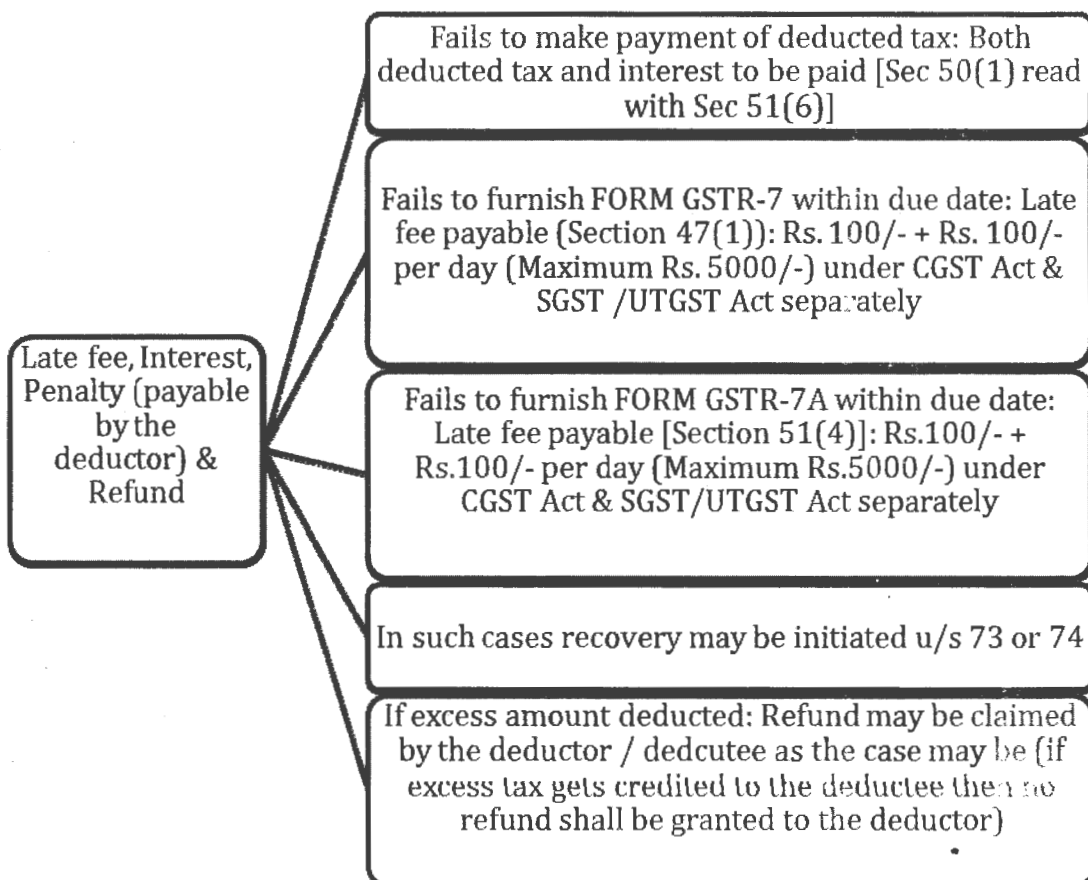 Fails to make payment of deducted tax: Both
deducted tax and interest to be paid [Sec 50(1) read
with Sec 51(6)]
Fails to furnish FORM GSTR-7 within due date: Late
fee payable (Section 47(1)): Rs. 100/- + Rs. 100/-
per day (Maximum Rs. 5000/-) under CGST Act &
SGST /UTGST Act separately
Late fee, Interest,
Penalty (payable
by the
deductor) &
Refund
Fails to furnish FORM GSTR-7A within due date:
Late fee payable [Section 51(4)]: Rs.100/- +
Rs.100/- per day (Maximum Rs.5000/-) under
CGST Act & SGST/UTGST Act separately
In such cases recovery may be initiated u/s 73 or 74
If excess amount deducted: Refund may be claimed
by the deductor / dedcutee as the case may be (if
excess tax gets credited to the deductee then no
refund shall be granted to the deductor)